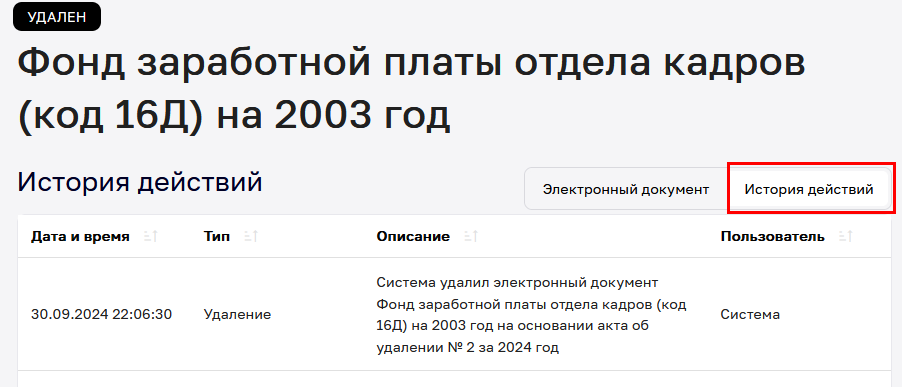 УДАЛЕН
Фонд заработной платы отдела кадров
(код 16Д) на 2003 год
История действий
Электронный документ
История действий
Дата и время
Тип
Описание
Пользователь
30.09.2024 22:06:30
Удаление
Система удалил электронный документ
Фонд заработной платы отдела кадров (код
16Д) на 2003 год на основании акта об
удалении № 2 за 2024 год
Система